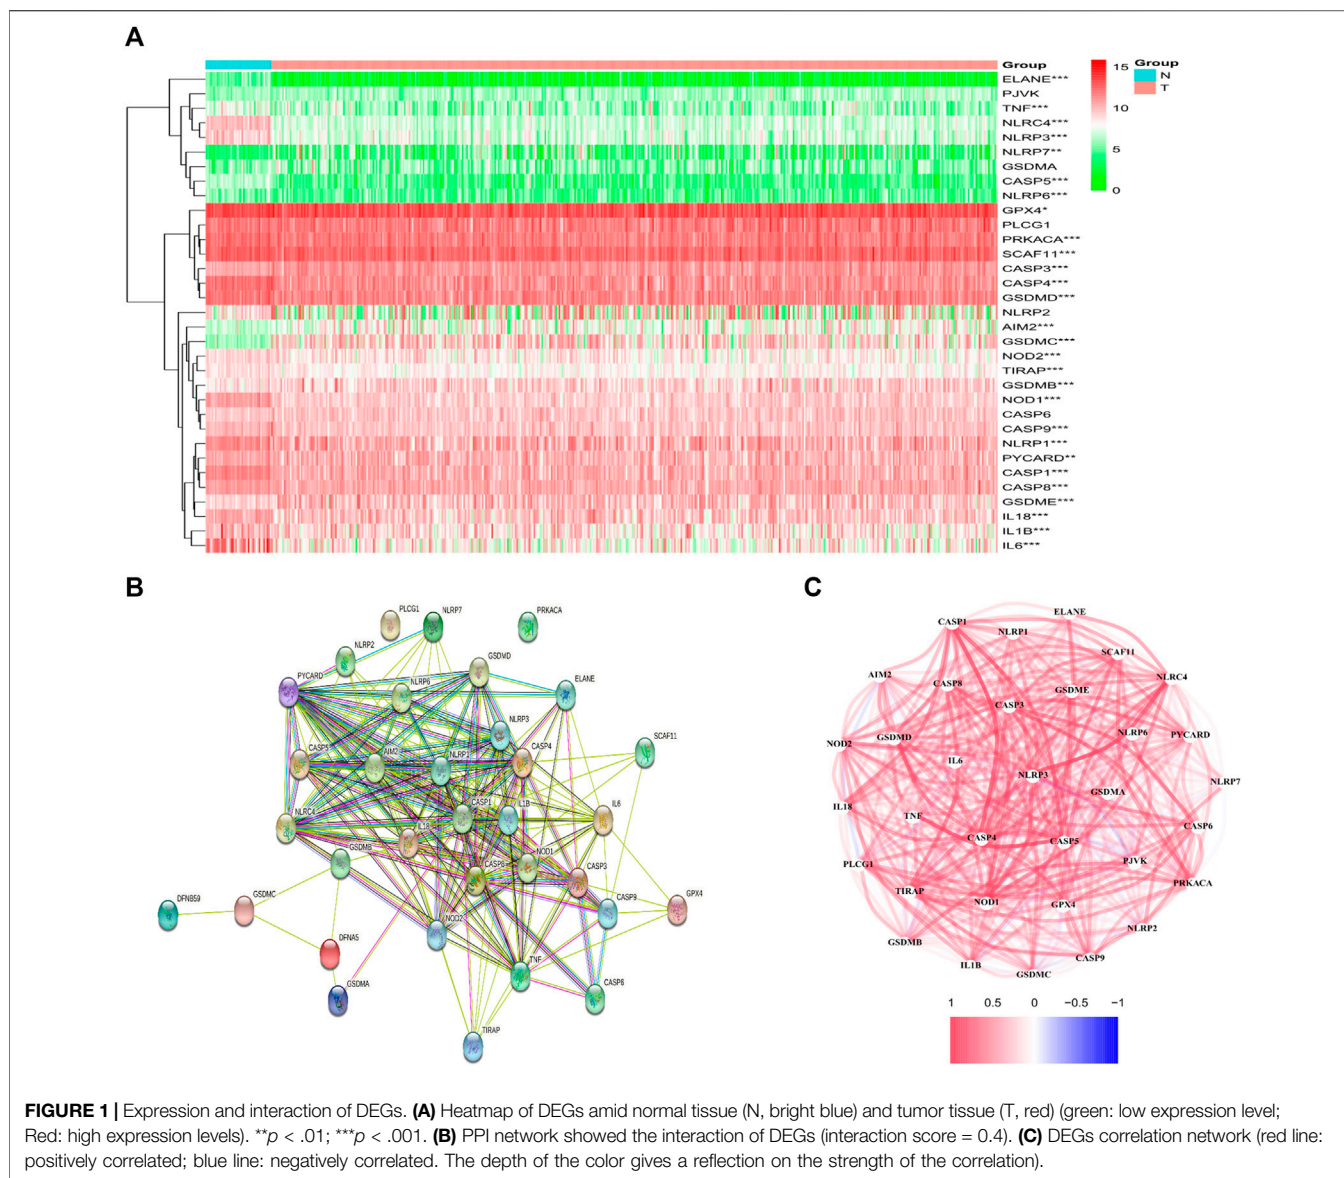 A
Group
ELANE***
PJVK
TNF***
NLRC4***
NLRP3***
NLRP7**
GSDMA
CASP5***
NLRP6***
GPX4*
PLCG1
PRKACA***
SCAF11***
CASP3***
CASP4***
GSDMD***
NLRP2
AIM2***
GSDMC***
NOD2***
TIRAP***
GSDMB***
NOD1***
CASP6
CASP9***
NLRP1***
PYCARD**
CASP1***
CASP8***
GSDME***
IL18***
IL1B***
IL6***
15
10
5
0
Group
N
T
B
PLCG1
NLRP7
PRKACA
NLRP2
GSDMD
PYCARD
NLRP6
ELANE
NLRP3
SCAF11
CASP5
AIM2
NLRP1
CASP4
NLRC4
CASP1
IL1B
IL6
IL18
GSDMB
CASP8
NOD1
CASP3
DFNB59
GSDMC
CASP9
GPX4
NOD2
DFNA5
TNF
GSDMA
CASP6
TIRAP
C
ELANE
CASP1
NLRP1
SCAF11
AIM2
CASP8
GSDME
NLRC4
CASP3
NOD2
GSDMD
NLRP6
PYCARD
IL6
NLRP3
NLRP7
GSDMA
IL18
TNF
CASP6
CASP4
CASP5
PLCG1
PJVK
TIRAP
PRKACA
NOD1
GPX4
NLRP2
GSDMB
IL1B
GSDMC
CASP9
1 0.5 0 −0.5 −1
FIGURE 1 | Expression and interaction of DEGs. (A) Heatmap of DEGs amid normal tissue (N, bright blue) and tumor tissue (T, red) (green: low expression level;
Red: high expression levels). **p < .01; ***p < .001. (B) PPI network showed the interaction of DEGs (interaction score = 0.4). (C) DEGs correlation network (red line:
positively correlated; blue line: negatively correlated. The depth of the color gives a reflection on the strength of the correlation).